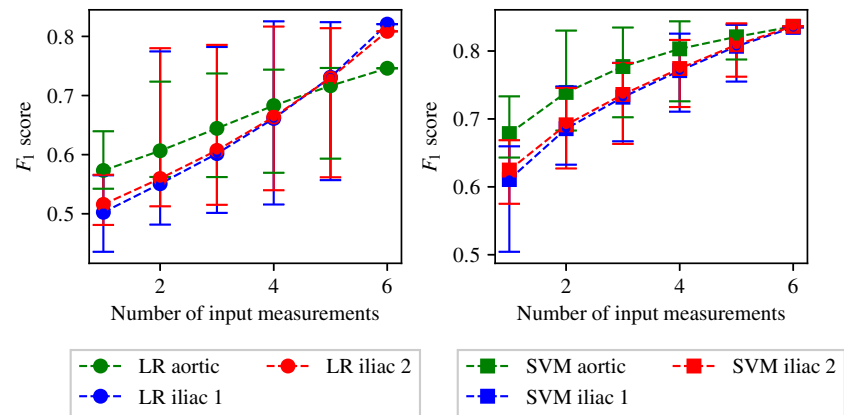 0.8
0.7
0.6
0.5
F₁ score
2
4
6
Number of input measurements
LR aortic
LR iliac 1
LR iliac 2
0.8
0.7
0.6
0.5
F₁ score
2
4
6
Number of input measurements
SVM aortic
SVM iliac 1
SVM iliac 2